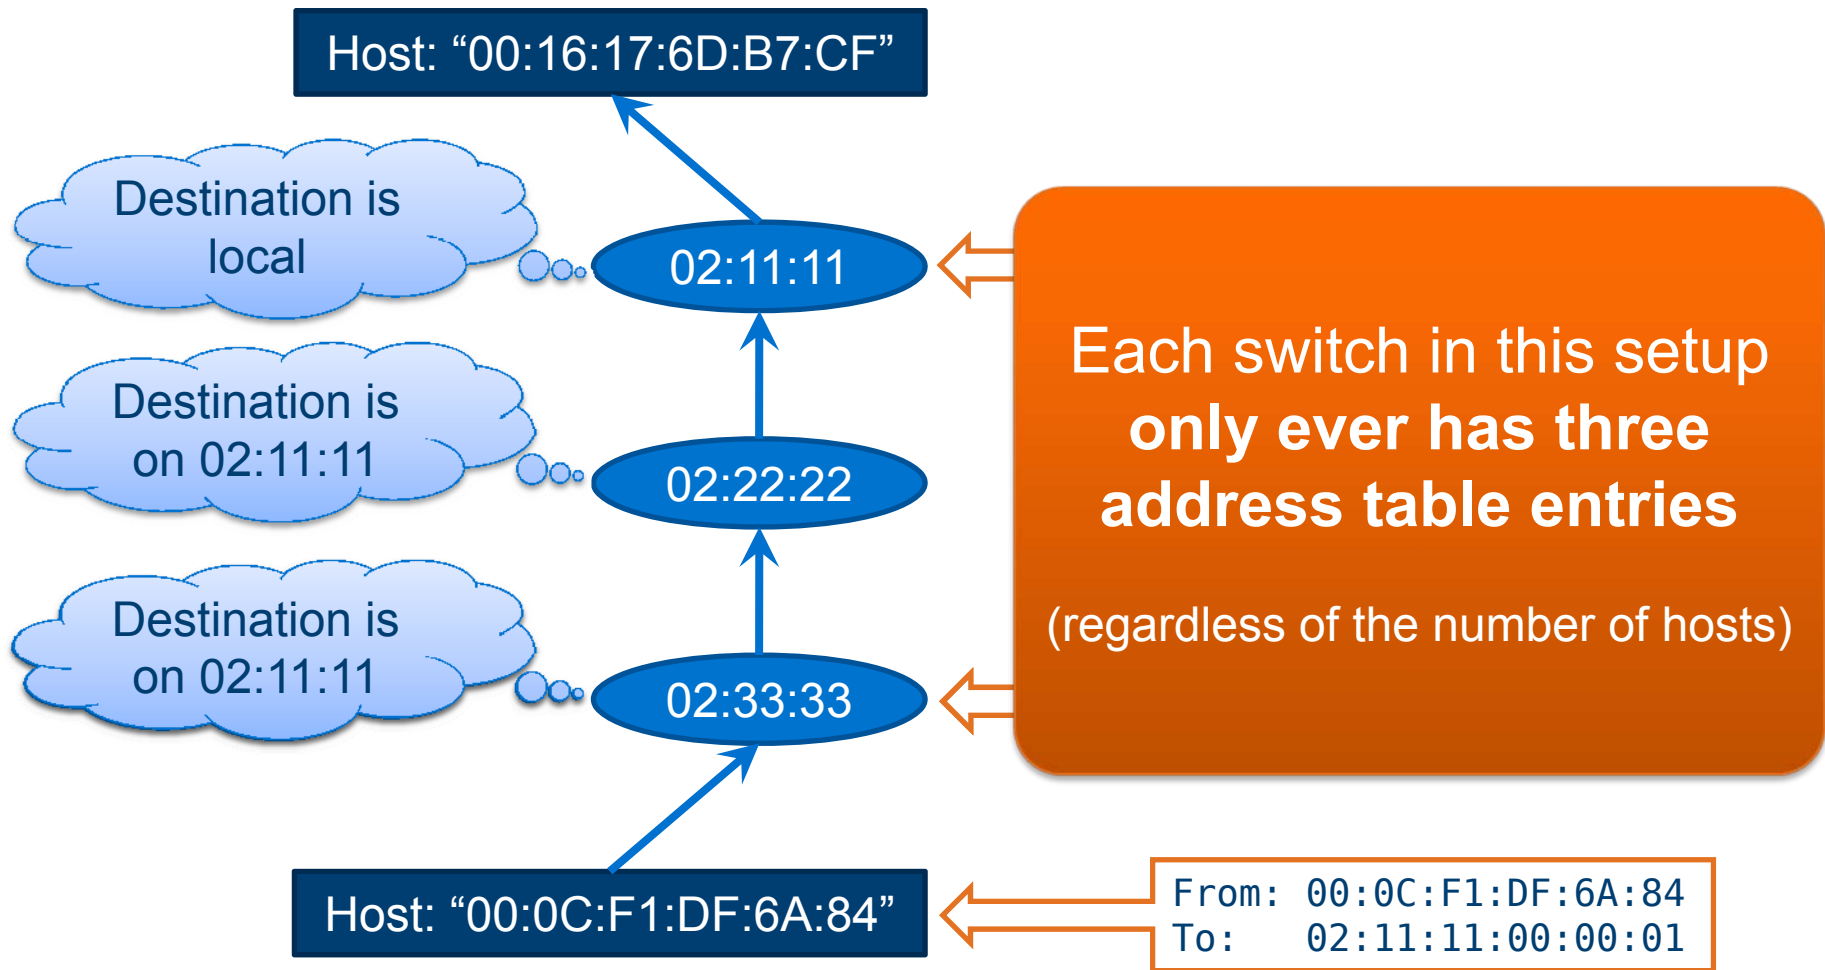 Host: “00:16:17:6D:B7:CF”
Destination is
local
02:11:11
Each switch in this setup
only ever has three
address table entries
(regardless of the number of hosts)
Destination is
on 02:11:11
02:22:22
Destination is
on 02:11:11
02:33:33
Host: “00:0C:F1:DF:6A:84”
From: 00:0C:F1:DF:6A:84
To: 02:11:11:00:00:01